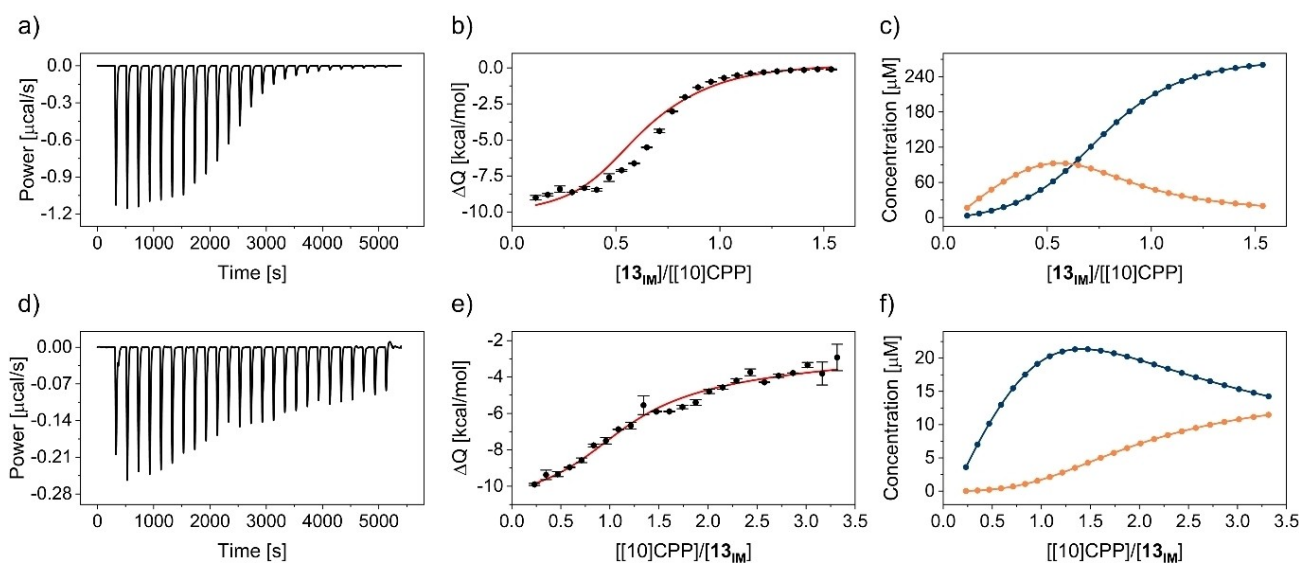 a)
0.0
-0.3
-0.6
-0.9
-1.2
Power [µcal/s]
0 1000 2000 3000 4000 5000
Time [s]
b)
0.0
-2.5
-5.0
-7.5
-10.0
ΔQ [kcal/mol]
0.0 0.5 1.0 1.5
[13IM]/[[10]CPP]
c)
240
180
120
60
0
Concentration [µM]
0.0 0.5 1.0 1.5
[13IM]/[[10]CPP]
d)
0.00
-0.07
-0.14
-0.21
-0.28
Power [µcal/s]
0 1000 2000 3000 4000 5000
Time [s]
e)
-2
-4
-6
-8
-10
ΔQ [kcal/mol]
0.0 0.5 1.0 1.5 2.0 2.5 3.0 3.5
[[10]CPP]/[13IM]
f)
20
15
10
5
0
Concentration [µM]
0.0 0.5 1.0 1.5 2.0 2.5 3.0 3.5
[[10]CPP]/[13IM]